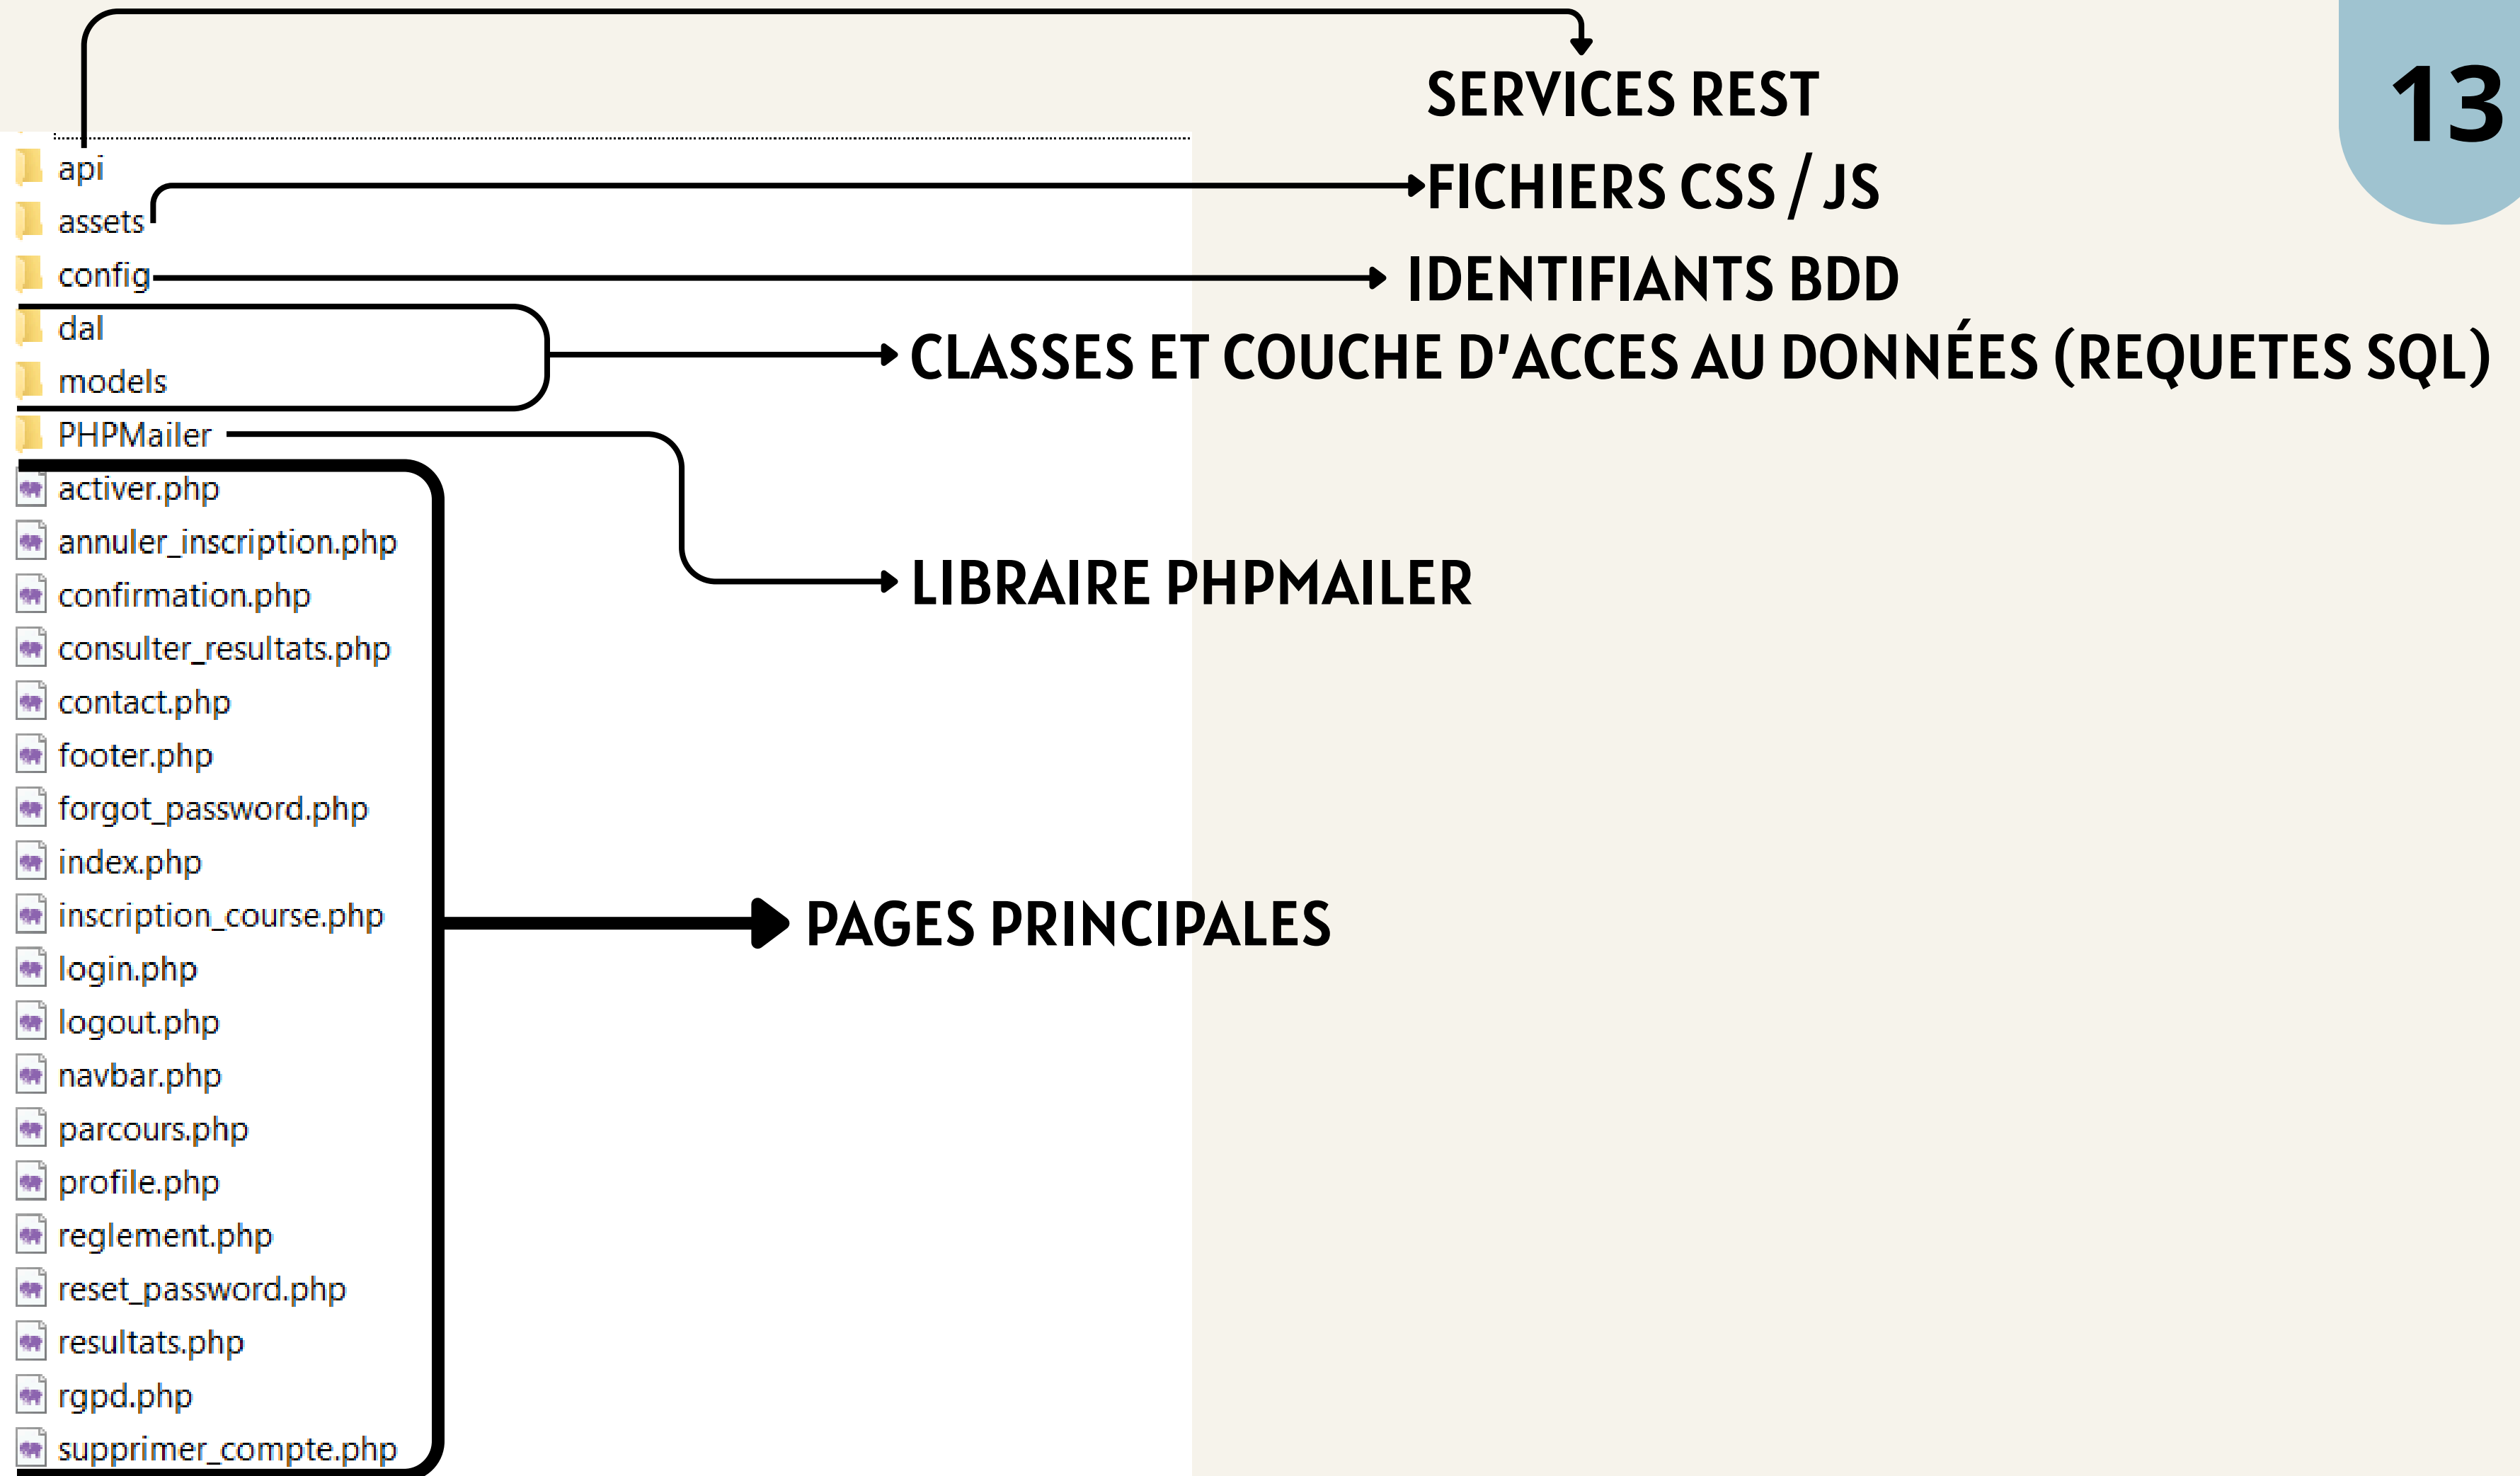 13
SERVICES REST
api
FICHIERS CSS / JS
assets
config
IDENTIFIANTS BDD
dal
CLASSES ET COUCHE D'ACCES AU DONNÉES (REQUETES SQL)
models
PHPMailer
activer.php
annuler_inscription.php
LIBRAIRE PHPMAILER
confirmation.php
consulter_resultats.php
contact.php
footer.php
forgot_password.php
index.php
inscription_course.php
PAGES PRINCIPALES
login.php
logout.php
navbar.php
parcours.php
profile.php
reglement.php
reset_password.php
resultats.php
rgpd.php
supprimer_compte.php